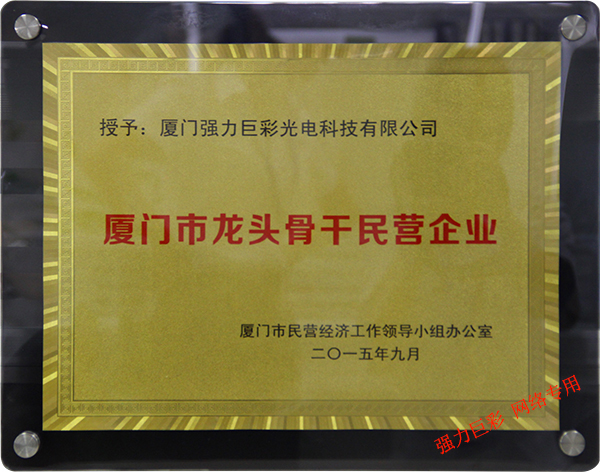 授予：厦门强力巨彩光电科技有限公司
厦门市龙头骨干民营企业
厦门市民营经济工作领导小组办公室
二〇一五年九月
强力巨彩 网络专用